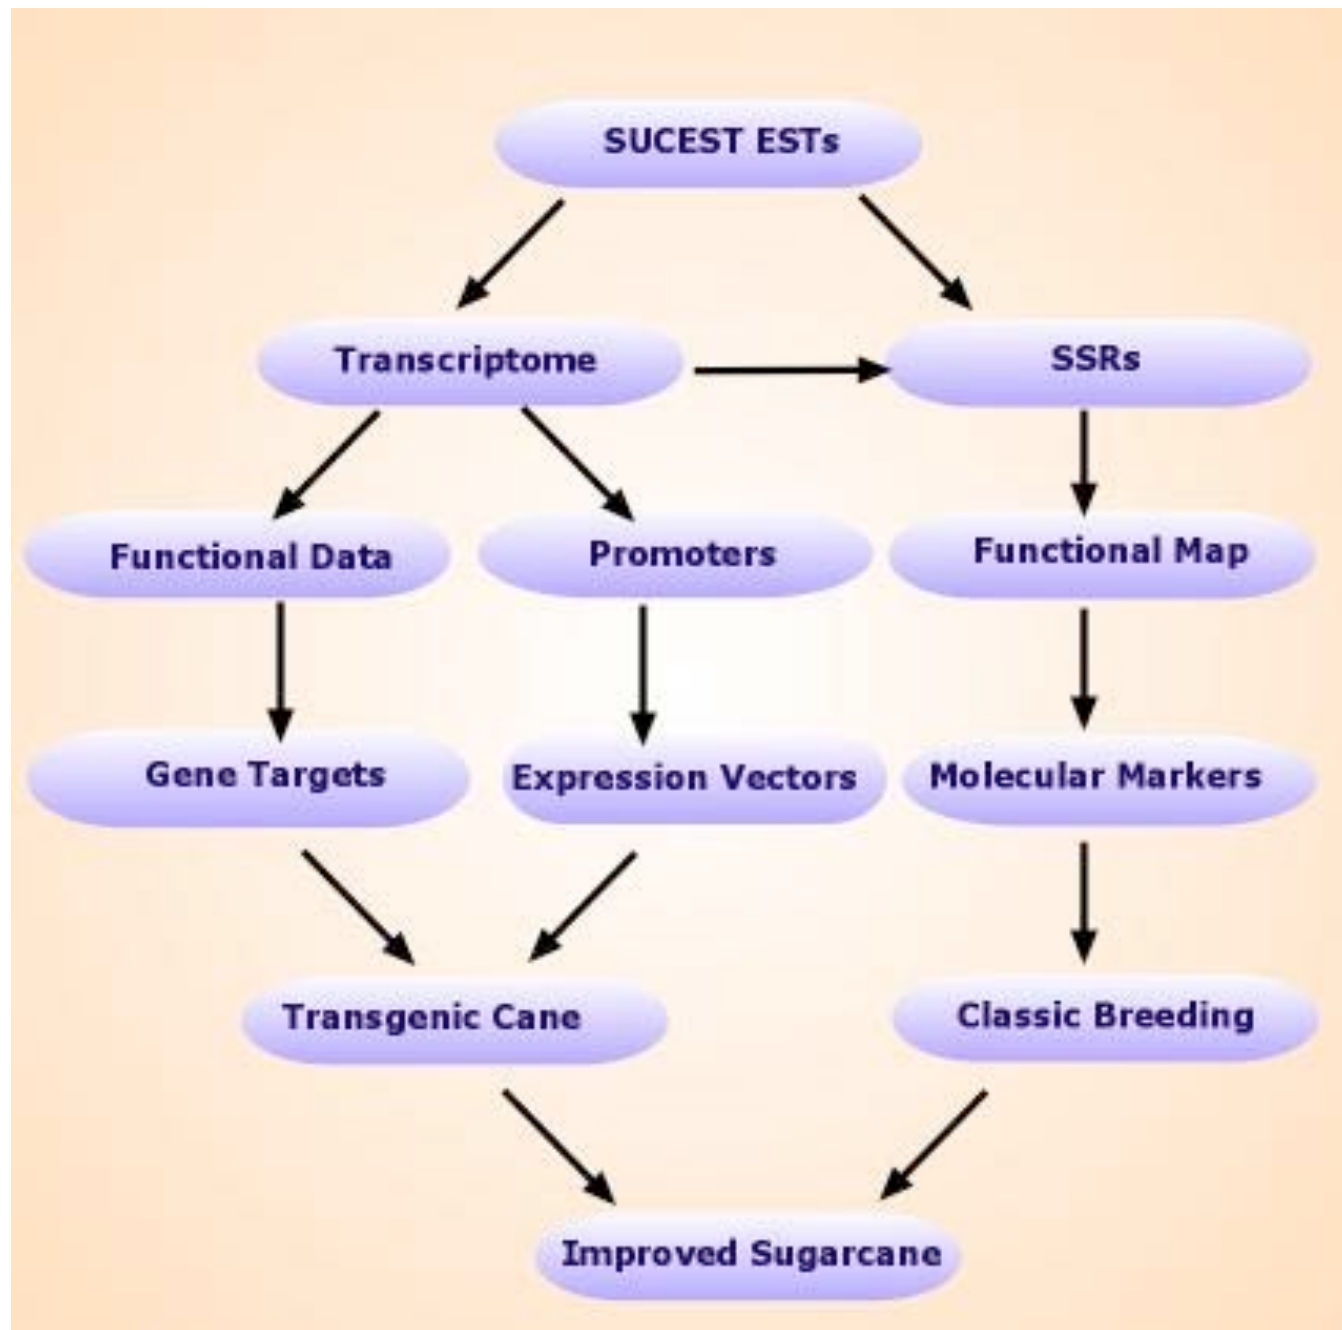 SUCEST ESTs
Transcriptome
SSRs
Functional Data
Promoters
Functional Map
Gene Targets
Expression Vectors
Molecular Markers
Transgenic Cane
Classic Breeding
Improved Sugarcane